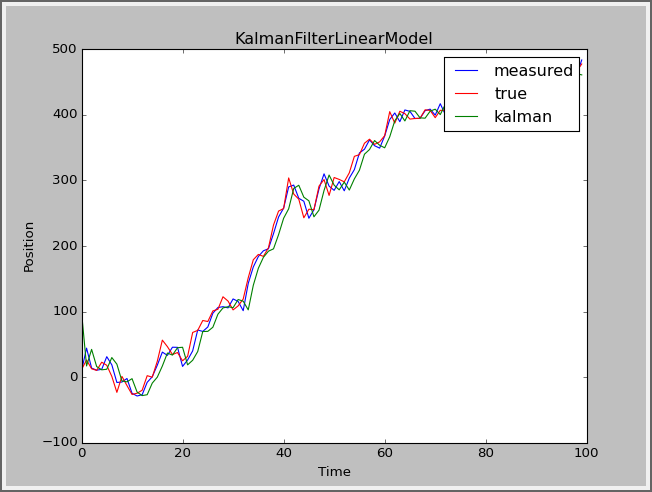 KalmanFilterLinearModel
500
400
300
200
100
0
−100
0 20 40 60 80 100
Position
Time
measured
true
kalman